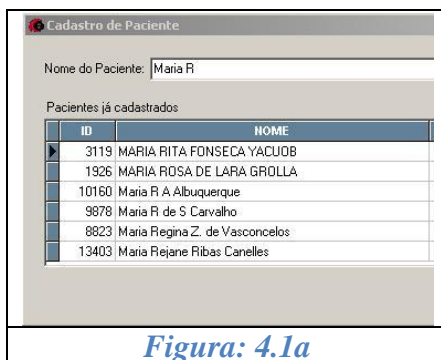 Cadastro de Paciente
Nome do Paciente: Maria R
Pacientes já cadastrados
ID NOME
3119 MARIA RITA FONSECA YACUOB
1926 MARIA ROSA DE LARA GROLLA
10160 Maria R A Albuquerque
9878 Maria R de S Carvalho
8823 Maria Regina Z. de Vasconcelos
13403 Maria Rejane Ribas Canelles
Figura: 4.1a